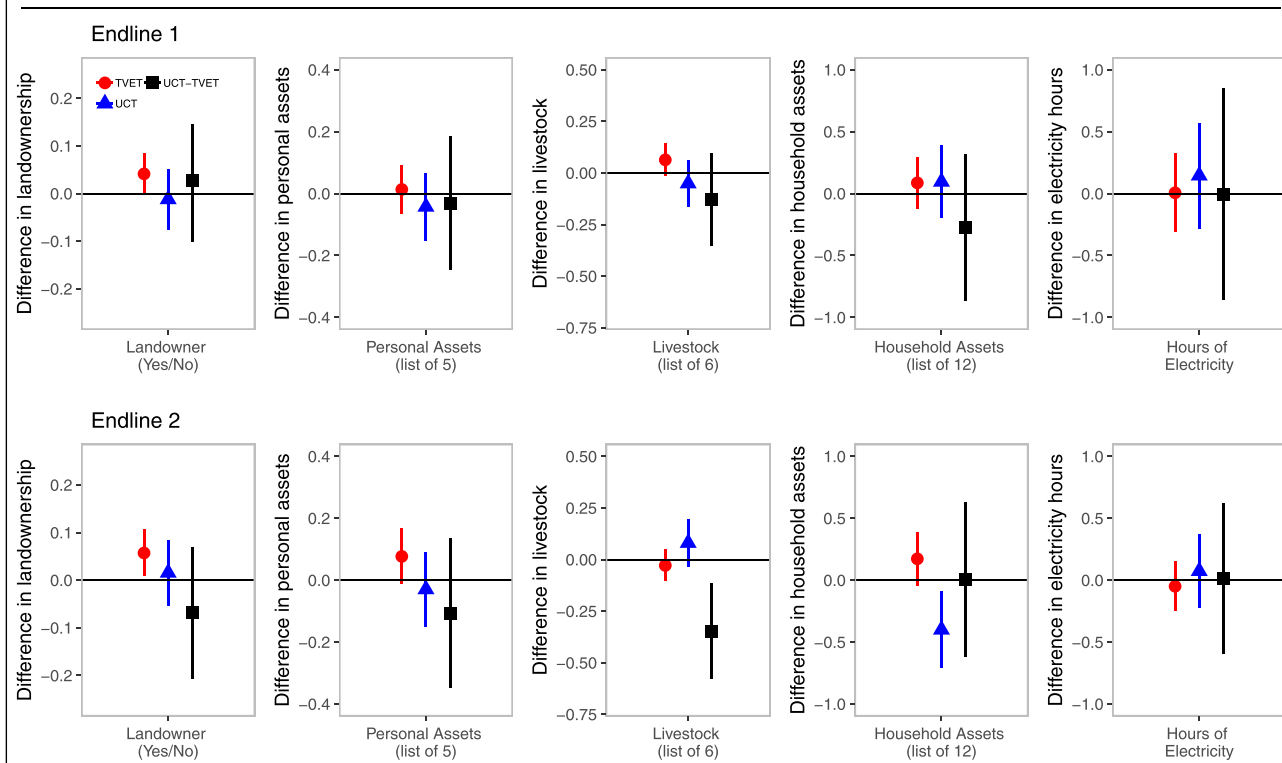 Endline 1
Difference in landownership
0.2
0.1
0.0
−0.1
−0.2
TVET UCT−TVET
UCT
Landowner
(Yes/No)
Difference in personal assets
0.4
0.2
0.0
−0.2
−0.4
Personal Assets
(list of 5)
Difference in livestock
0.50
0.25
0.00
−0.25
−0.50
−0.75
Livestock
(list of 6)
Difference in household assets
1.0
0.5
0.0
−0.5
−1.0
Household Assets
(list of 12)
Difference in electricity hours
1.0
0.5
0.0
−0.5
−1.0
Hours of
Electricity
Endline 2
Difference in landownership
0.2
0.1
0.0
−0.1
−0.2
Landowner
(Yes/No)
Difference in personal assets
0.4
0.2
0.0
−0.2
−0.4
Personal Assets
(list of 5)
Difference in livestock
0.50
0.25
0.00
−0.25
−0.50
−0.75
Livestock
(list of 6)
Difference in household assets
1.0
0.5
0.0
−0.5
−1.0
Household Assets
(list of 12)
Difference in electricity hours
1.0
0.5
0.0
−0.5
−1.0
Hours of
Electricity